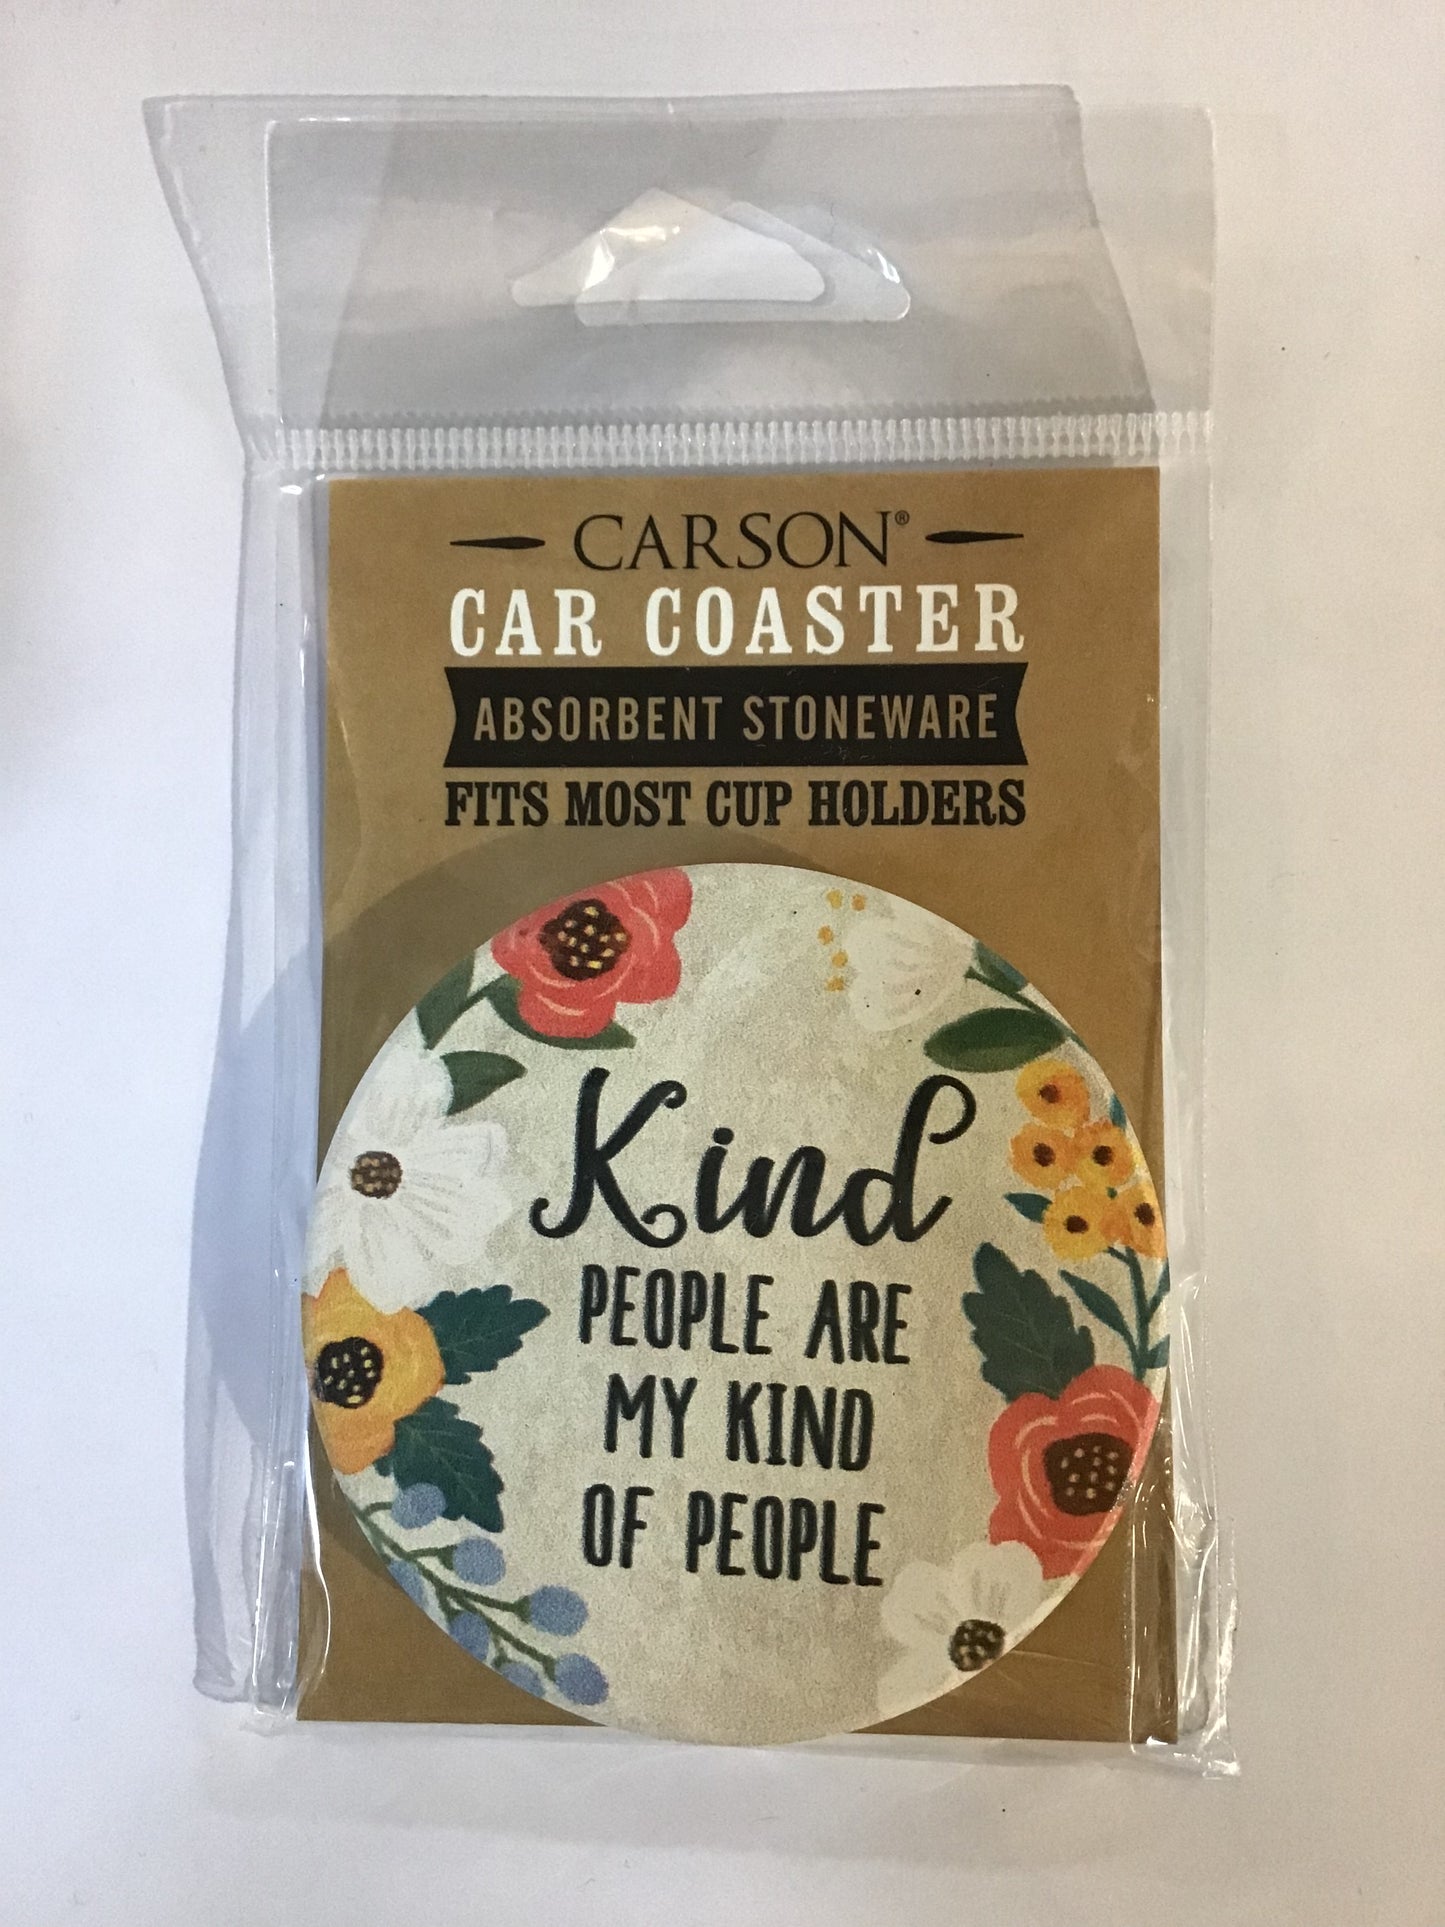 CARSON®
CAR COASTER
ABSORBENT STONEWARE
FITS MOST CUP HOLDERS
Kind
PEOPLE ARE
MY KIND
OF PEOPLE